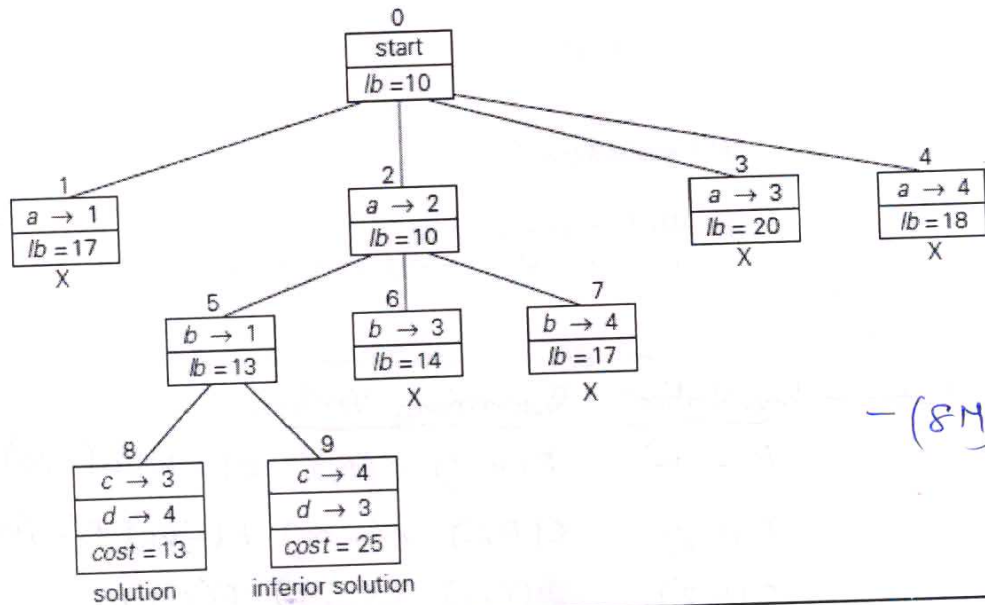 0
start
lb = 10
1
2
3
4
a → 1
a → 2
a → 3
a → 4
lb = 17
lb = 10
lb = 20
lb = 18
X
X
X
5
6
7
b → 1
b → 3
b → 4
lb = 13
lb = 14
lb = 17
X
X
-(8M)
8
9
c → 3
c → 4
d → 4
d → 3
cost = 13
cost = 25
solution
inferior solution